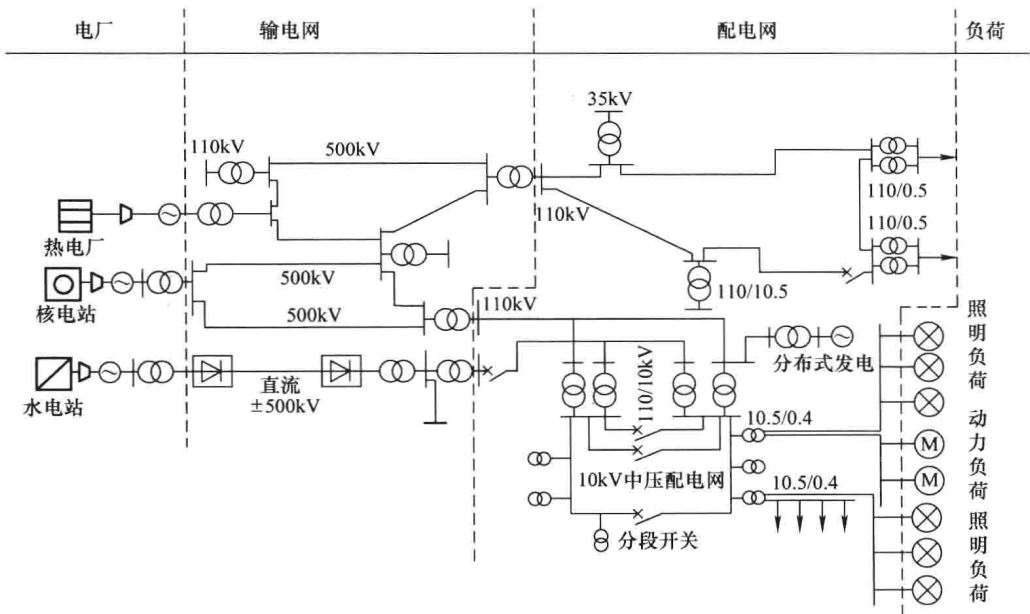 电厂
输电网
配电网
负荷
35kV
110kV
500kV
110/0.5
110kV
110/0.5
热电厂
500kV
110/10.5
核电站
500kV
110kV
照明负荷
分布式发电
直流
±500kV
水电站
110/10kV
10.5/0.4
动力负荷
10kV中压配电网
10.5/0.4
分段开关
照明负荷
M
M